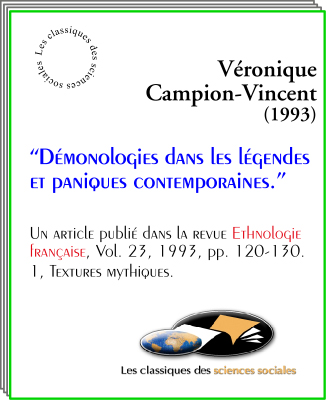 Les classiques des sciences sociales
Véronique
Campion-Vincent
(1993)
“Démonologies dans les légendes
et paniques contemporaines.”
Un article publié dans la revue Ethnologie
française, Vol. 23, 1993, pp. 120-130.
1, Textures mythiques.
Les classiques des sciences sociales